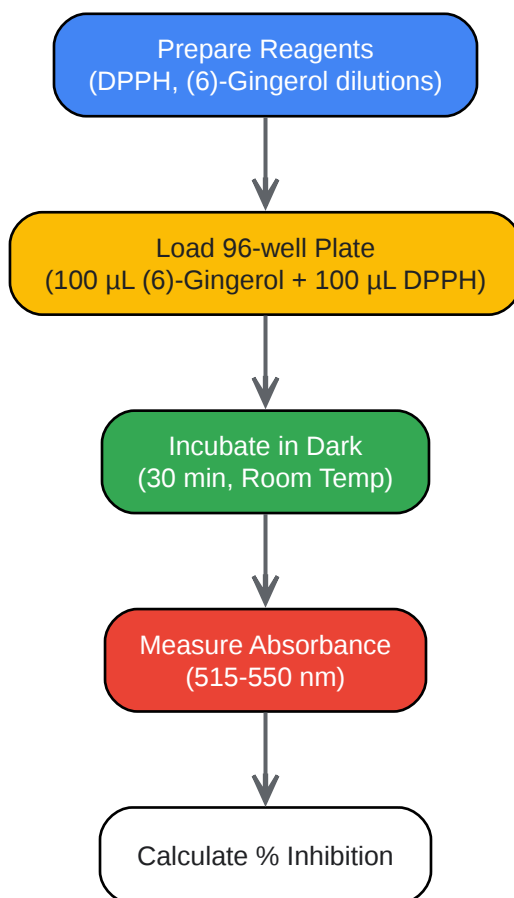 Prepare Reagents
(DPPH, (6)-Gingerol dilutions)
Load 96-well Plate
(100 µL (6)-Gingerol + 100 µL DPPH)
Incubate in Dark
(30 min, Room Temp)
Measure Absorbance
(515-550 nm)
Calculate % Inhibition